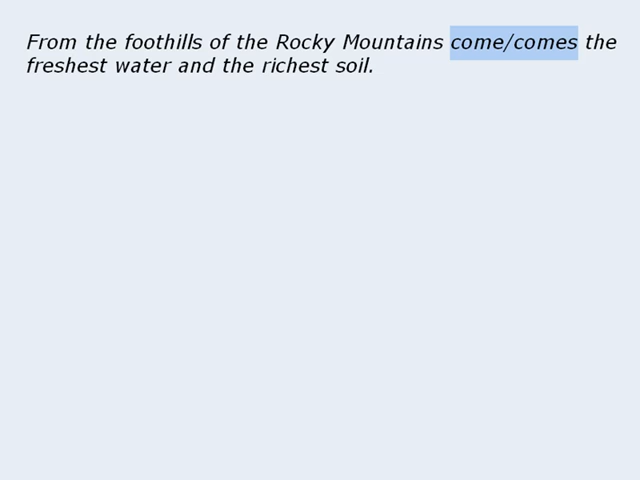 From the foothills of the Rocky Mountains come/comes the
freshest water and the richest soil.